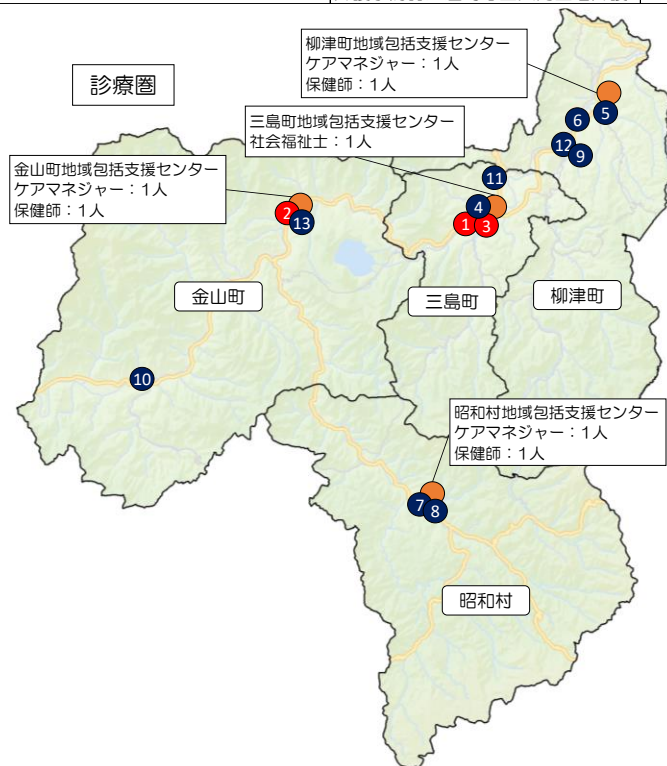 柳津町地域包括支援センター
ケアマネジャー：1人
保健師：1人
診療圏
三島町地域包括支援センター
社会福祉士：1人
金山町地域包括支援センター
ケアマネジャー：1人
保健師：1人
5
6
12
9
11
4
1
3
2
13
金山町
三島町
柳津町
10
昭和村地域包括支援センター
ケアマネジャー：1人
保健師：1人
7
8
昭和村